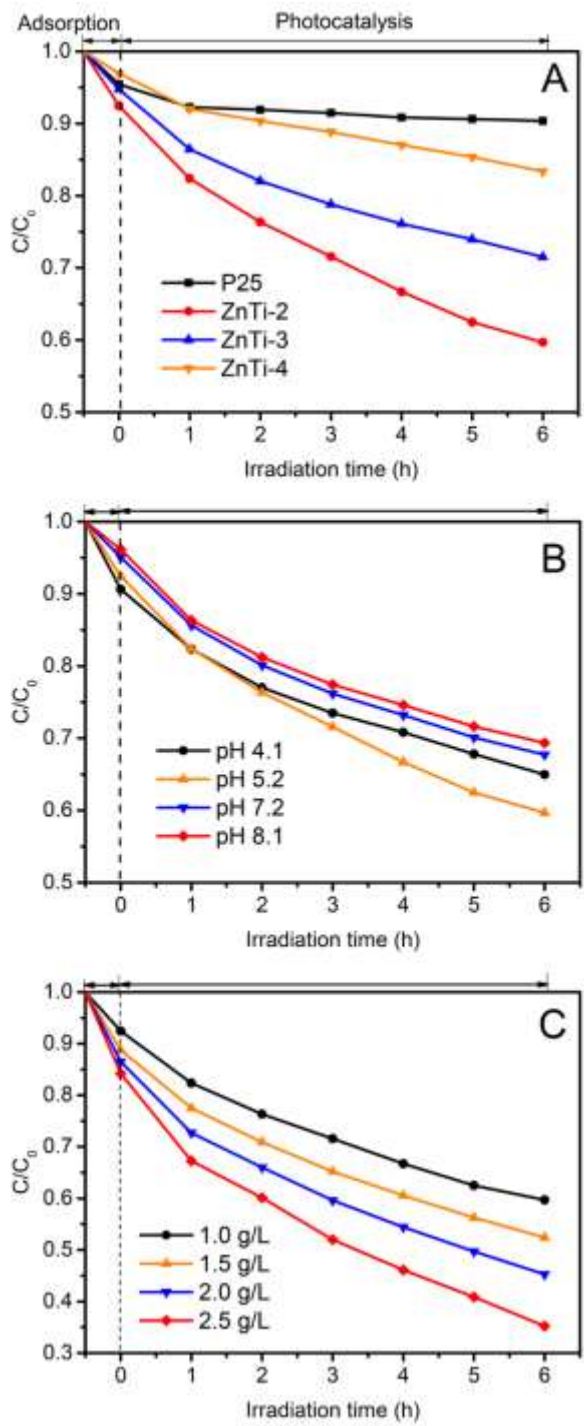 Adsorption Photocatalysis
1.0
0.9
0.8
0.7
0.6
0.5
C/C0
A
P25
ZnTi-2
ZnTi-3
ZnTi-4
0 1 2 3 4 5 6
Irradiation time (h)
1.0
0.9
0.8
0.7
0.6
0.5
C/C0
B
pH 4.1
pH 5.2
pH 7.2
pH 8.1
0 1 2 3 4 5 6
Irradiation time (h)
1.0
0.9
0.8
0.7
0.6
0.5
0.4
0.3
C/C0
C
1.0 g/L
1.5 g/L
2.0 g/L
2.5 g/L
0 1 2 3 4 5 6
Irradiation time (h)